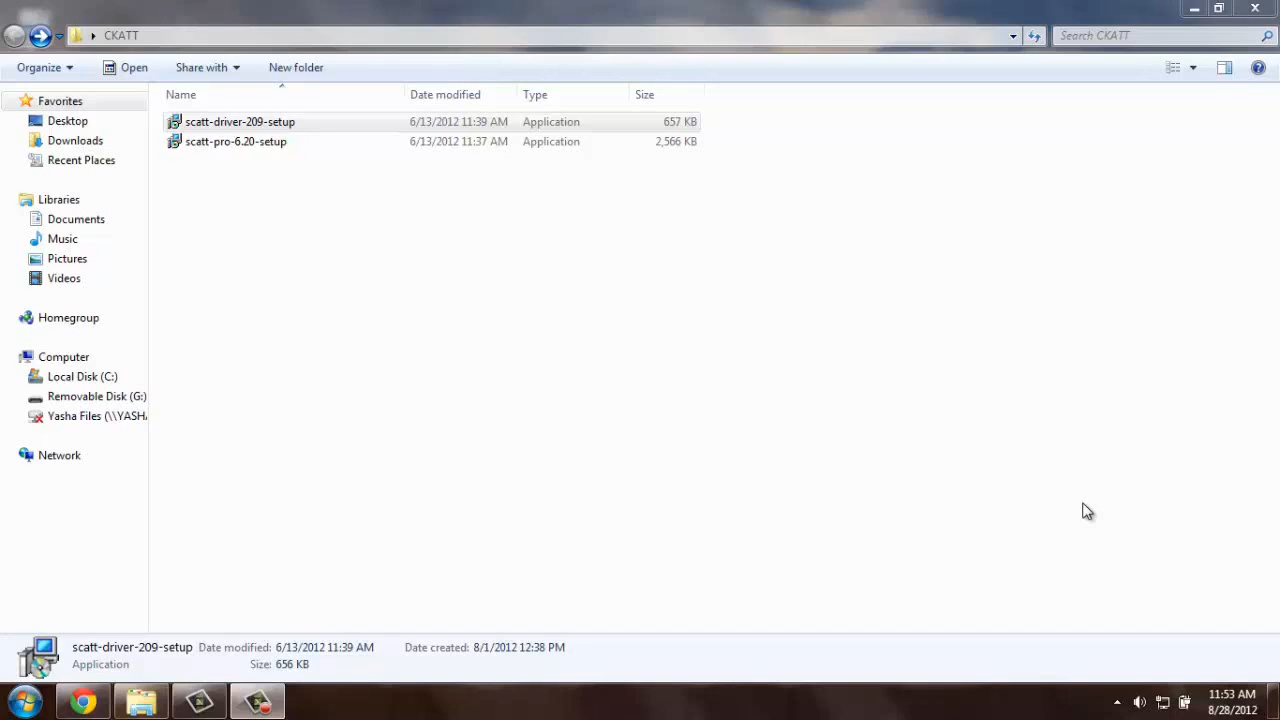 CKATT
Search CKATT
Organize Open Share with New folder
Name Date modified Type Size
scatt-driver-209-setup 6/13/2012 11:39 AM Application 657 KB
scatt-pro-6.20-setup 6/13/2012 11:37 AM Application 2,566 KB
Favorites
Desktop
Downloads
Recent Places
Libraries
Documents
Music
Pictures
Videos
Homegroup
Computer
Local Disk (C:)
Removable Disk (G:)
Yasha Files (\\YASHA
Network
scatt-driver-209-setup Date modified: 6/13/2012 11:39 AM Date created: 8/1/2012 12:38 PM
Application Size: 656 KB
11:53 AM
8/28/2012